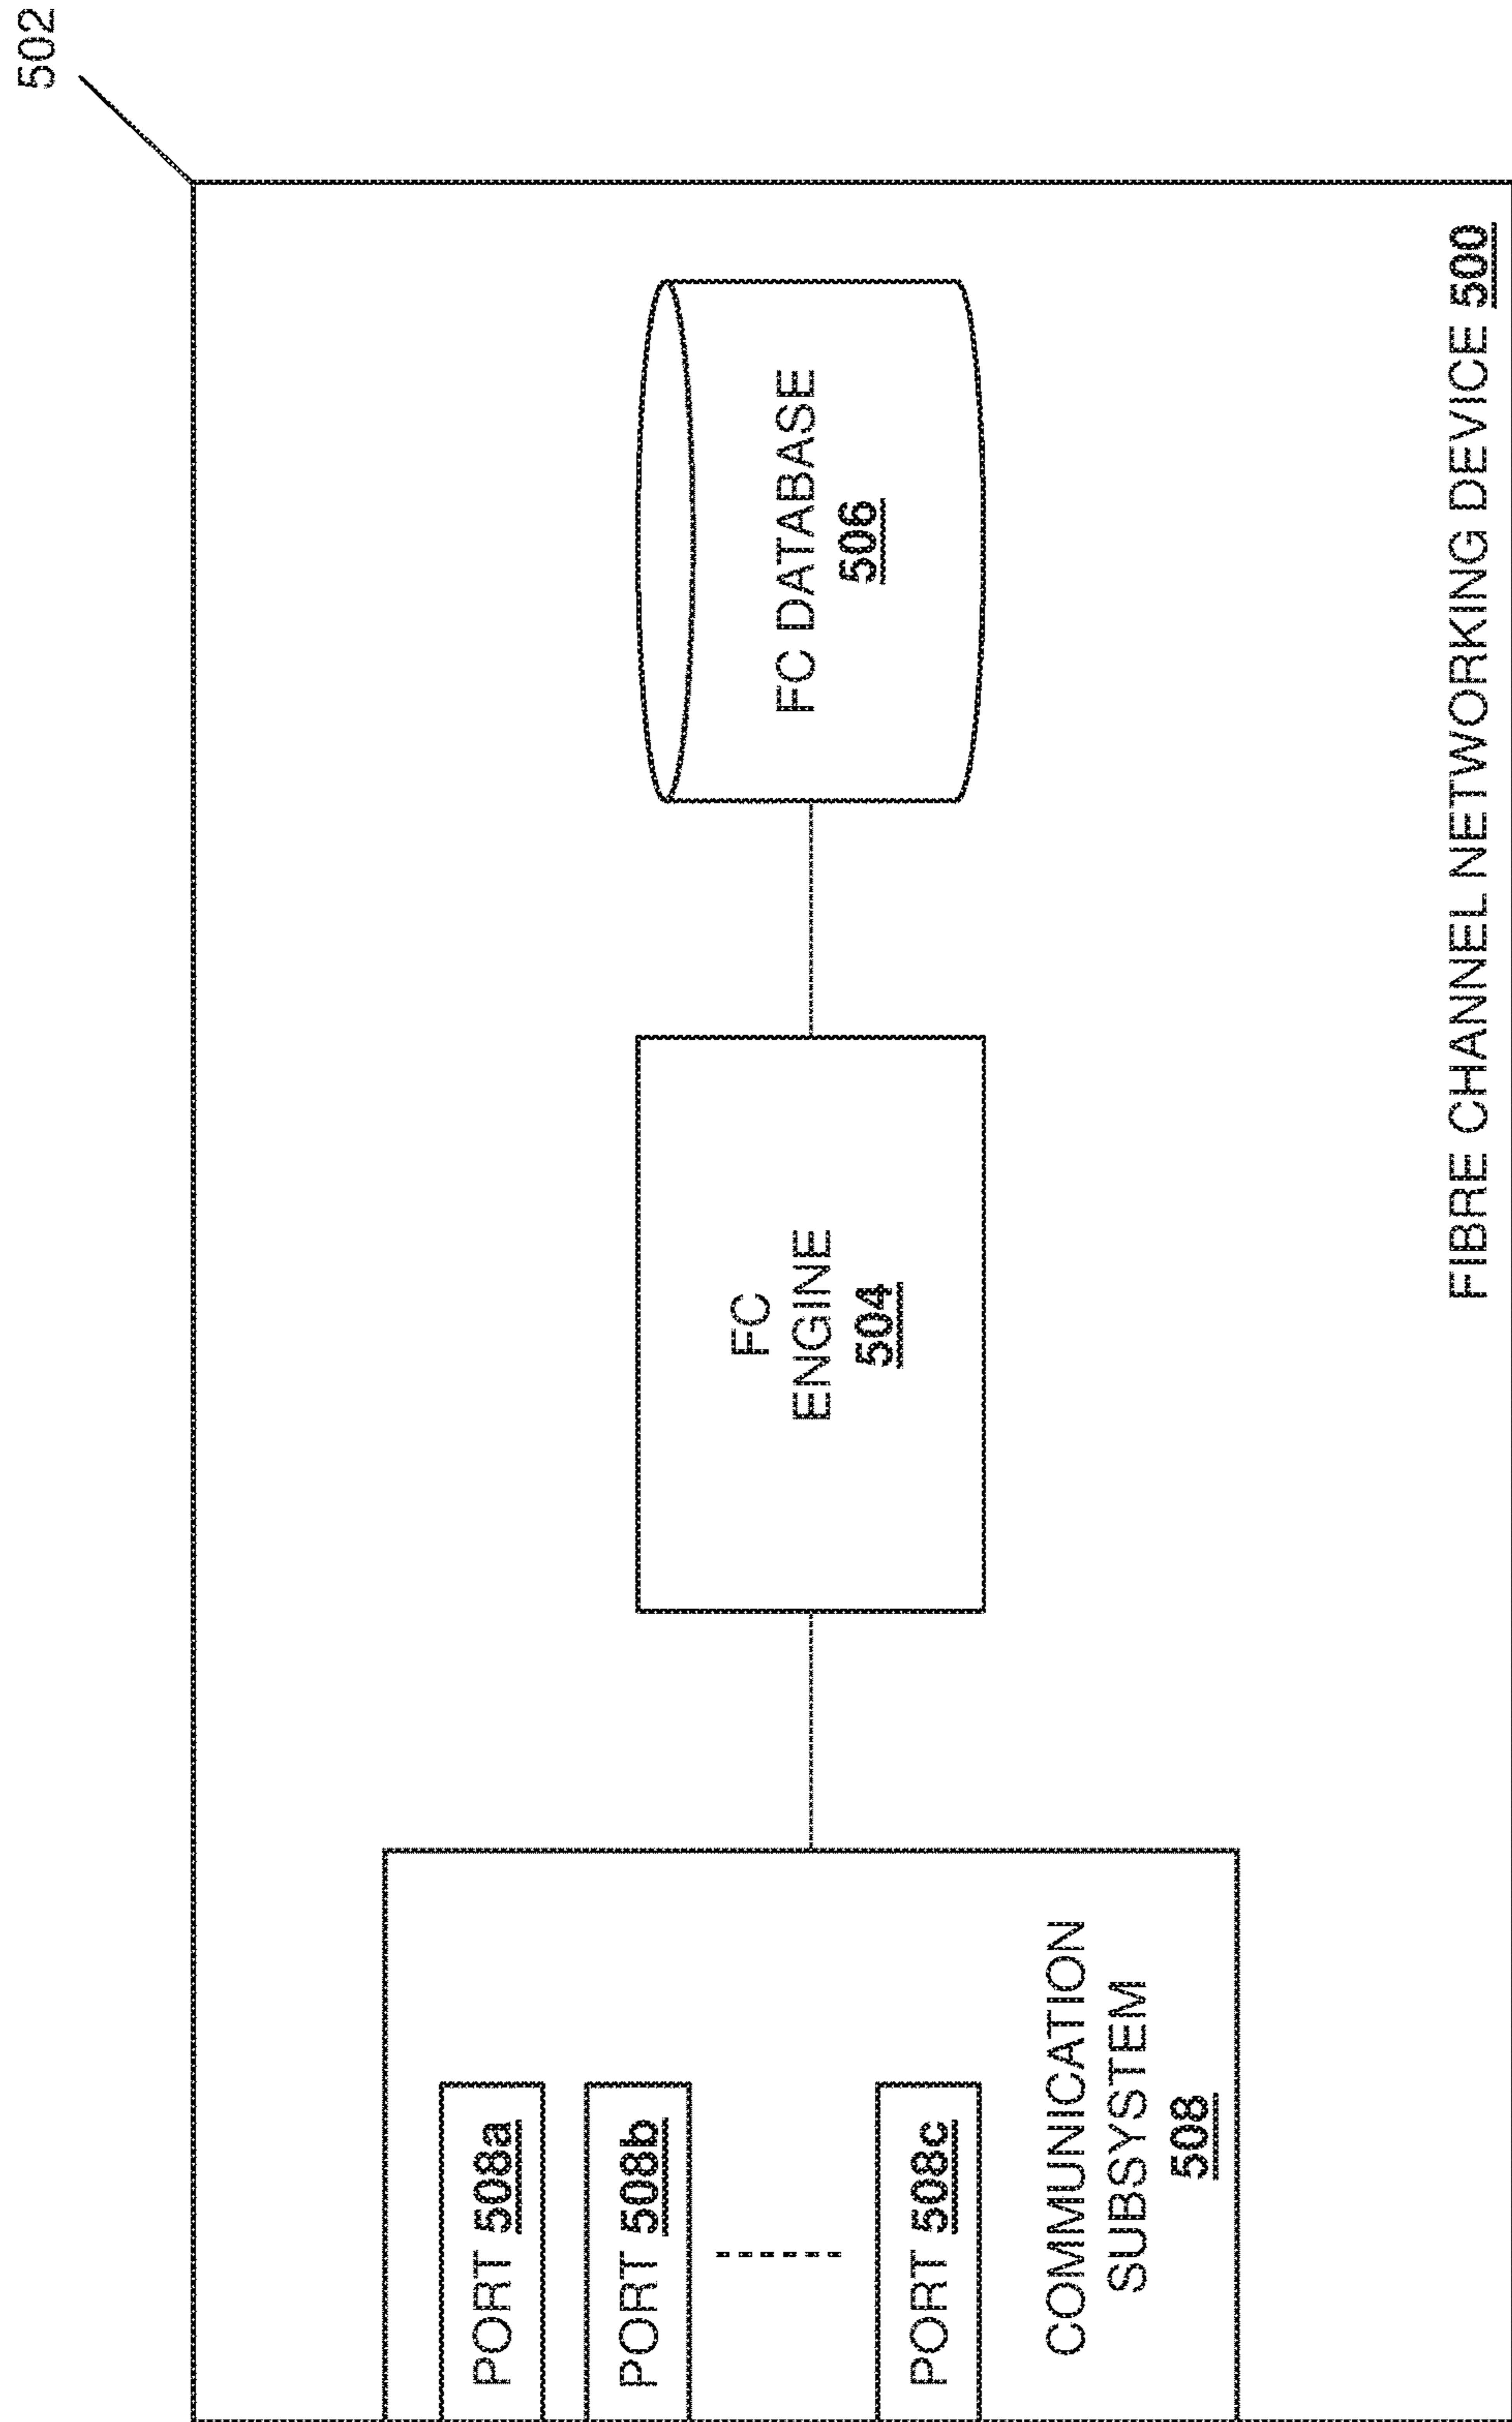 502
PORT 508a
PORT 508b
PORT 508c
COMMUNICATION
SUBSYSTEM
508
FC
ENGINE
504
FC DATABASE
506
FIBRE CHANNEL NETWORKING DEVICE 500